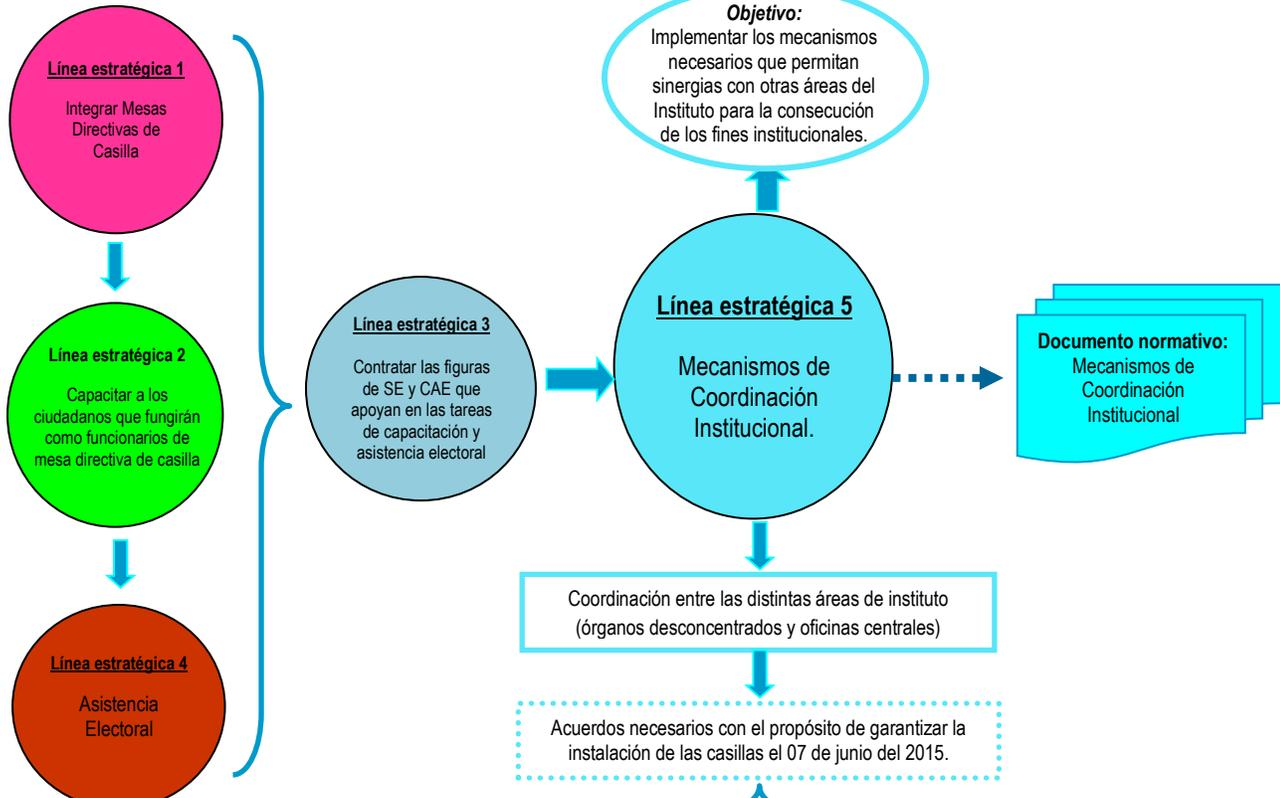 Línea estratégica 1
Integrar Mesas
Directivas de
Casilla
Línea estratégica 2
Capacitar a los
ciudadanos que fungirán
como funcionarios de
mesa directiva de casilla
Línea estratégica 4
Asistencia
Electoral
Línea estratégica 3
Contratar las figuras
de SE y CAE que
apoyan en las tareas
de capacitación y
asistencia electoral
Objetivo:
Implementar los mecanismos
necesarios que permitan
sinergias con otras áreas del
Instituto para la consecución
de los fines institucionales.
Línea estratégica 5
Mecanismos de
Coordinación
Institucional.
Documento normativo:
Mecanismos de
Coordinación
Institucional
Coordinación entre las distintas áreas de instituto
(órganos desconcentrados y oficinas centrales)
Acuerdos necesarios con el propósito de garantizar la
instalación de las casillas el 07 de junio del 2015.